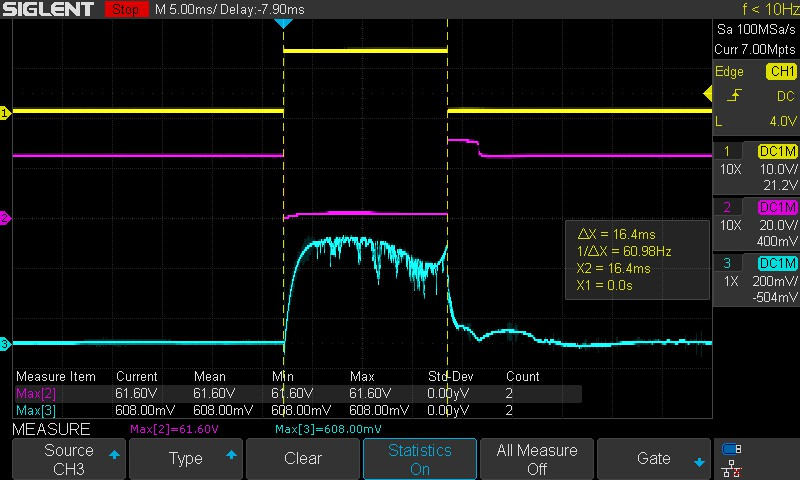 SIGLENT Stop M 5.00ms/ Delay:-7.90ms f < 10Hz
Sa 100MSa/s
Curr 7.00Mpts
Edge CH1
DC
L 4.0V
1 DC1M
10X 10.0V/
21.2V
2 DC1M
10X 20.0V/
400mV
3 DC1M
1X 200mV/
-504mV
1
2
3
ΔX = 16.4ms
1/ΔX = 60.98Hz
X2 = 16.4ms
X1 = 0.0s
Measure Item Current Mean Min Max Std-Dev Count
Max[2] 61.60V 61.60V 61.60V 61.60V 0.00yV 2
Max[3] 608.00mV 608.00mV 608.00mV 608.00mV 0.00yV 2
MEASURE Max[2]=61.60V Max[3]=608.00mV
Source
CH3
Type
Clear
Statistics
On
All Measure
Off
Gate